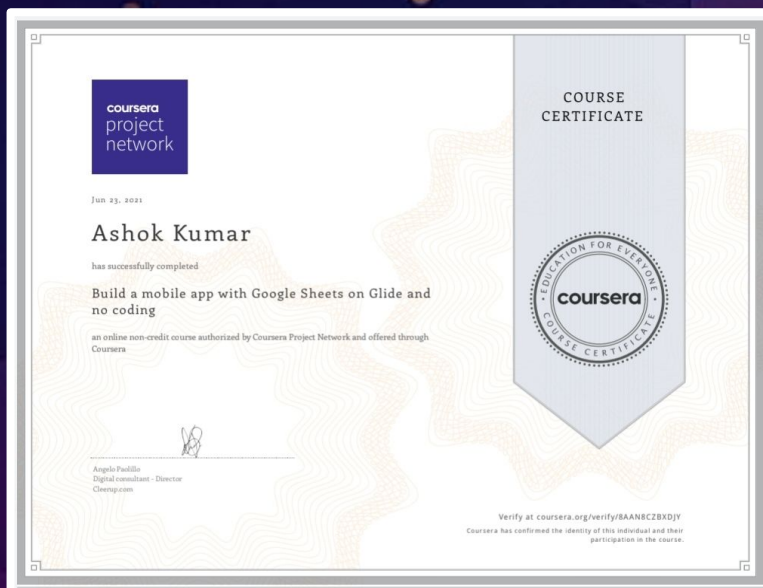 coursera
project
network
COURSE
CERTIFICATE
Jun 23, 2021
Ashok Kumar
has successfully completed
Build a mobile app with Google Sheets on Glide and
no coding
an online non-credit course authorized by Coursera Project Network and offered through
Coursera
EDUCATION FOR EVERYONE
coursera
COURSE CERTIFICATE
Angelo Paolillo
Digital consultant - Director
Cleerup.com
Verify at coursera.org/verify/8AAN8CZBXDJY
Coursera has confirmed the identity of this individual and their
participation in the course.